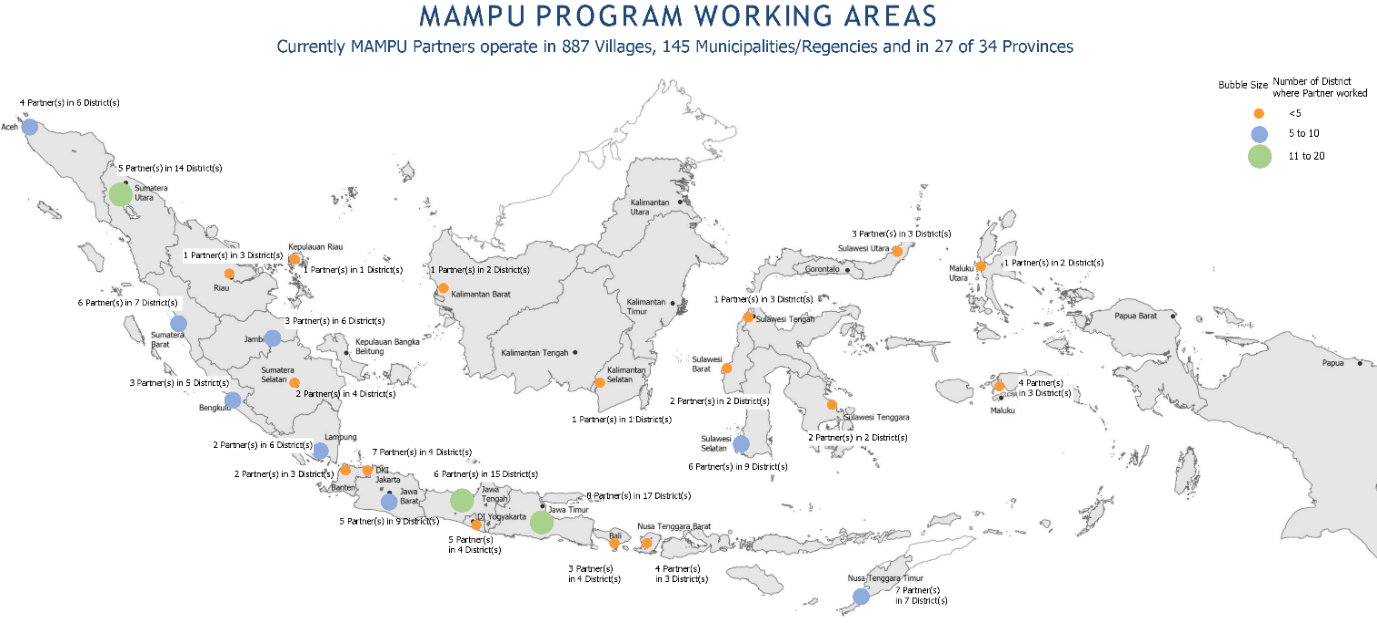 MAMPU PROGRAM WORKING AREAS
Currently MAMPU Partners operate in 887 Villages, 145 Municipalities/Regencies and in 27 of 34 Provinces
Bubble Size
Number of District
where Partner worked
<5
5 to 10
11 to 20
4 Partner(s) in 6 District(s)
Aceh
5 Partner(s) in 14 District(s)
Sumatera
Utara
1 Partner(s) in 3 District(s)
Riau
Kepulauan Riau
1 Partner(s) in 1 District(s)
6 Partner(s) in 7 District(s)
Sumatera
Barat
3 Partner(s) in 6 District(s)
Jambi
Kepulauan Bangka
Belitung
Sumatera
Selatan
2 Partner(s) in 4 District(s)
3 Partner(s) in 5 District(s)
Bengkulu
Lampung
2 Partner(s) in 6 District(s)
7 Partner(s) in 4 District(s)
2 Partner(s) in 3 District(s)
DKI
Jakarta
Banten
Jawa
Barat
5 Partner(s) in 9 District(s)
6 Partner(s) in 15 District(s)
Jawa
Tengah
DI Yogyakarta
5 Partner(s)
in 4 District(s)
8 Partner(s) in 17 District(s)
Jawa Timur
Bali
3 Partner(s)
in 4 District(s)
Nusa Tenggara Barat
4 Partner(s)
in 3 District(s)
Nusa Tenggara Timur
7 Partner(s)
in 7 District(s)
1 Partner(s) in 2 District(s)
Kalimantan Barat
Kalimantan
Utara
Kalimantan
Timur
Kalimantan Tengah
Kalimantan
Selatan
1 Partner(s) in 1 District(s)
3 Partner(s) in 3 District(s)
Sulawesi Utara
Gorontalo
1 Partner(s) in 3 District(s)
Sulawesi Tengah
Sulawesi
Barat
2 Partner(s) in 2 District(s)
Sulawesi Tenggara
2 Partner(s) in 2 District(s)
Sulawesi
Selatan
6 Partner(s) in 9 District(s)
Maluku
Utara
1 Partner(s) in 2 District(s)
4 Partner(s)
in 3 District(s)
Maluku
Papua Barat
Papua